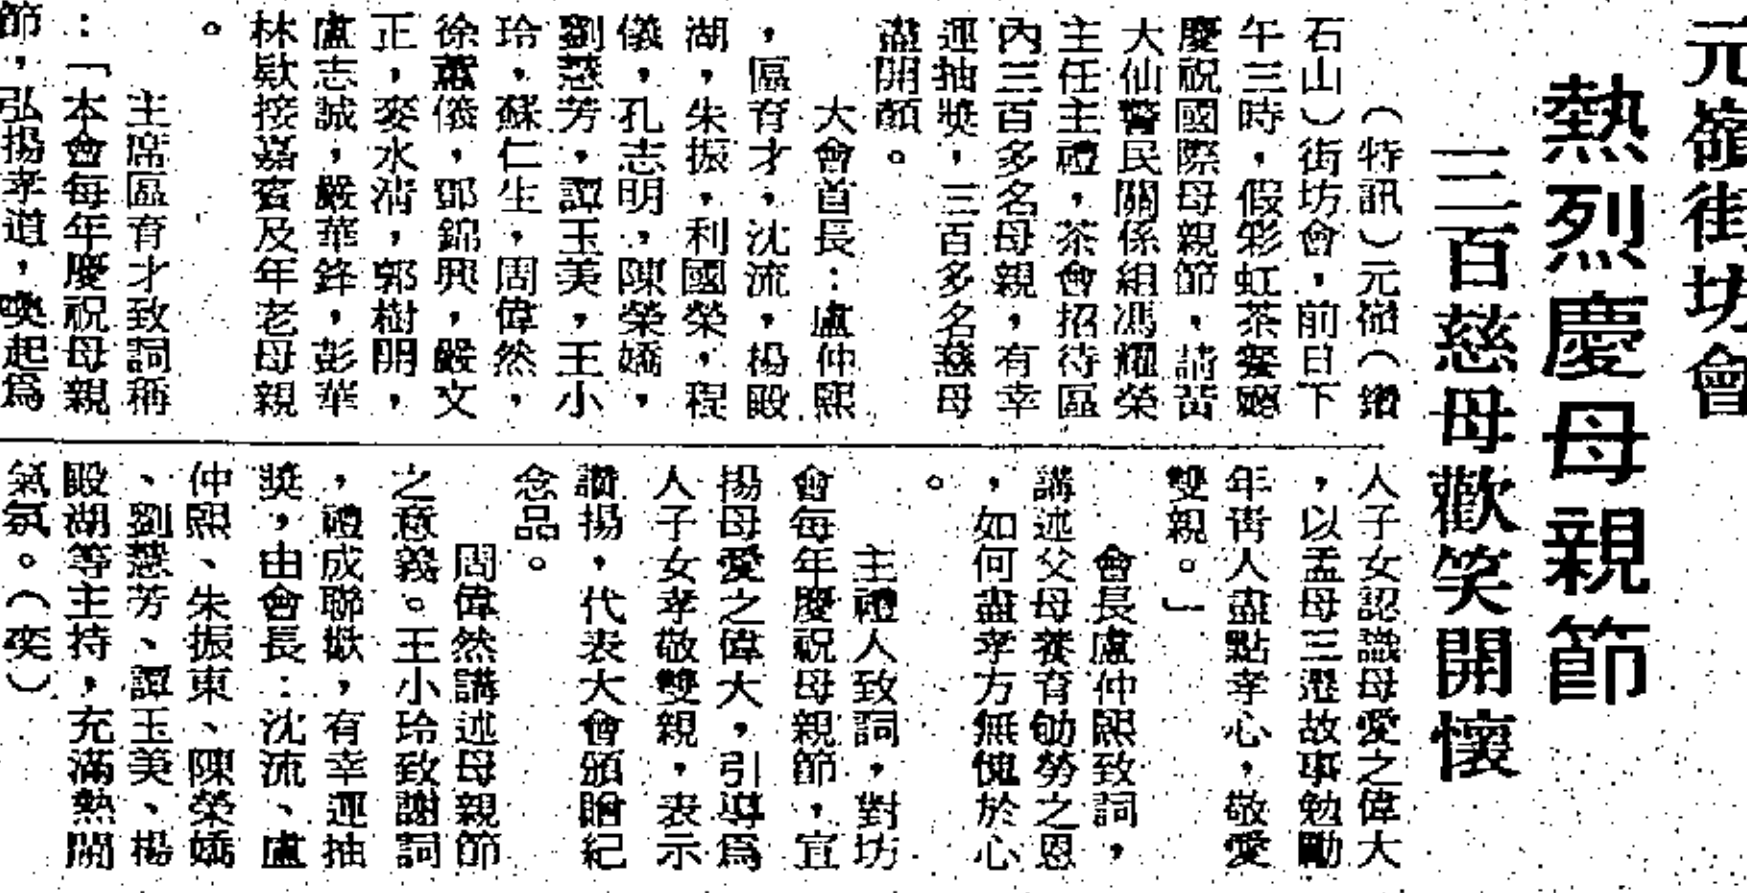 元嶺街坊會
熱烈慶母親節
三百慈母歡笑開懷
（特訊）元嶺（鑽
石山）街坊會，前日下
午三時，假彩虹茶餐廳
慶祝國際母親節，請黃
大仙警民關係組馮耀榮
主任主禮，茶會招待區
內三百多名母親，有幸
運抽獎，三百多名慈母
盡開顏。
大會首長：盧仲熙
，區育才，沈流，楊毅
湖，朱振，利國榮，程
儀，孔志明，陳榮嬌，
劉慧芳，譚玉美，王小
玲，蘇仁生，周偉然，
徐蕙儀，鄧錦興，嚴文
正，麥水清，郭樹開，
盧志誠，嚴華鋒，彭華
林歀接嘉賓及年老母親
。
主席區育才致詞稱
：「本會每年慶祝母親
節，弘揚孝道，喚起爲
人子女認識母愛之偉大
，以孟母三遷故事勉勵
年靑人盡點孝心，敬愛
雙親。」
會長盧仲熙致詞，
講述父母養育劬勞之恩
，如何盡孝方無愧於心
。
主禮人致詞，對坊
會每年慶祝母親節，宣
揚母愛之偉大，引導爲
人子女孝敬雙親，表示
讚揚，代表大會頒贈紀
念品。
周偉然講述母親節
之意義。王小玲致謝詞
，禮成聯歡，有幸運抽
獎，由會長：沈流、盧
仲熙、朱振東、陳榮嬌
、劉慧芳、譚玉美、楊
毅湖等主持，充滿熱鬧
氣氛。（奕）